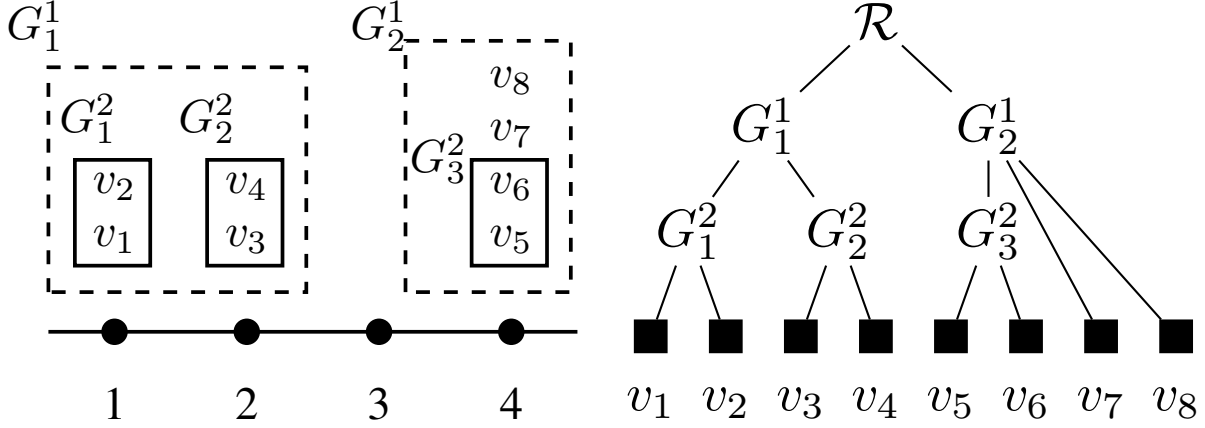 G_1^1 G_2^1
v_8
G_1^2 G_2^2 v_7
G_3^2
v_2 v_4 v_6
v_1 v_3 v_5
1 2 3 4
\mathcal{R}
G_1^1 G_2^1
G_1^2 G_2^2 G_3^2
v_1 v_2 v_3 v_4 v_5 v_6 v_7 v_8